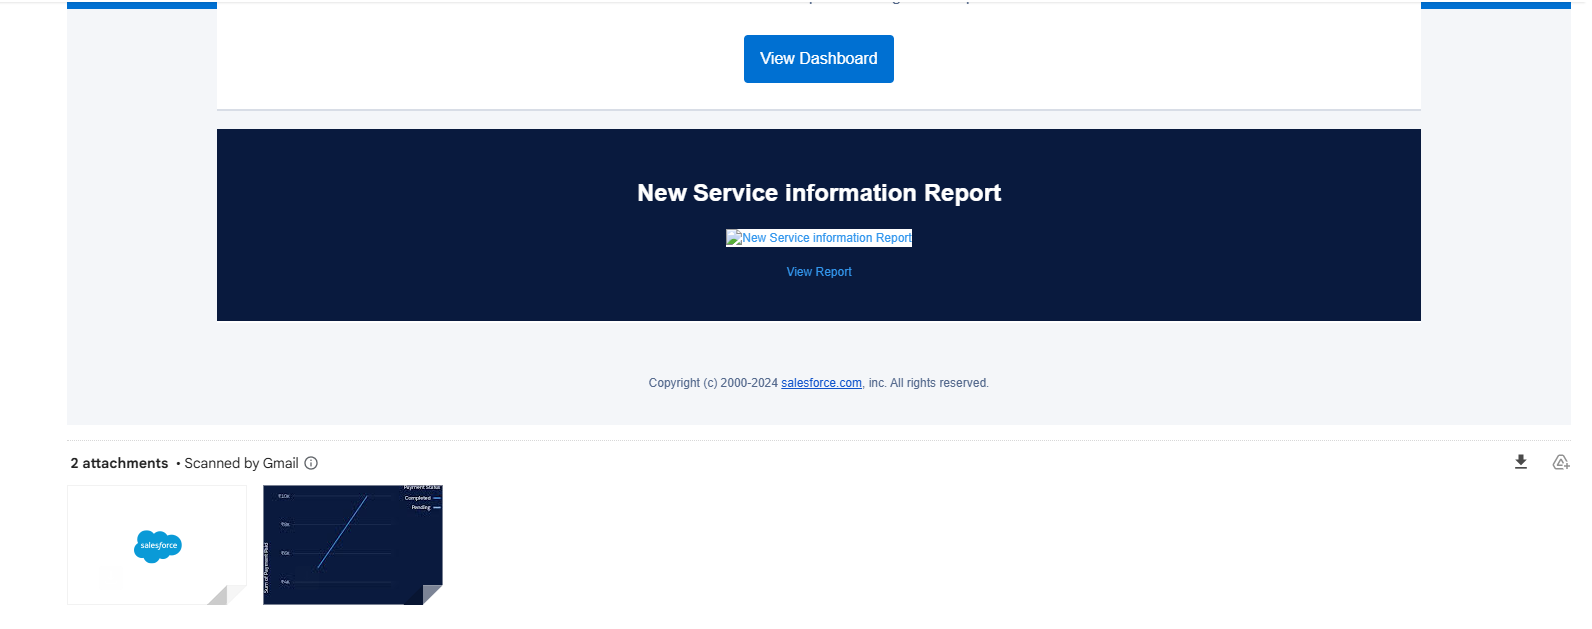 View Dashboard
New Service information Report
New Service information Report
View Report
Copyright (c) 2000-2024 salesforce.com, inc. All rights reserved.
2 attachments • Scanned by Gmail
salesforce
Payment Status
Completed
Pending
₹10K
₹8K
₹6K
₹4K
Sum of Payment Paid